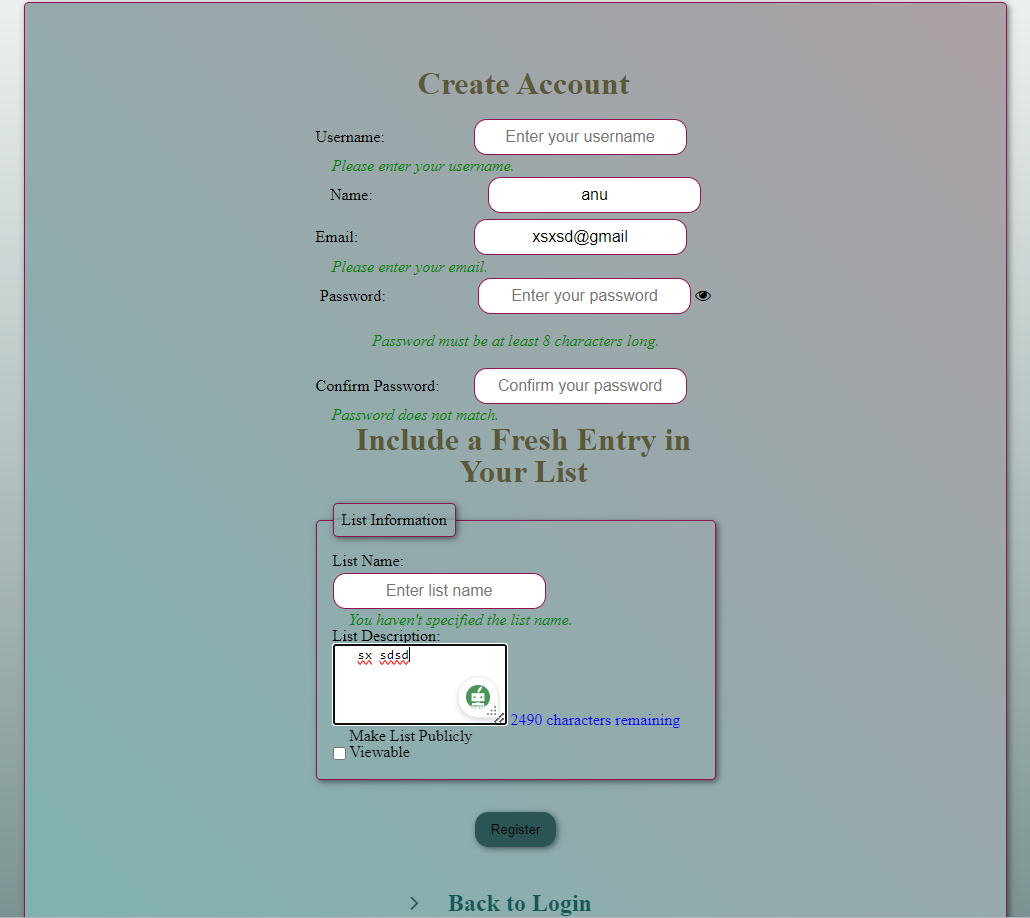 Create Account
Username: Enter your username
Please enter your username.
Name: anu
Email: xsxsd@gmail
Please enter your email.
Password: Enter your password
Password must be at least 8 characters long.
Confirm Password: Confirm your password
Password does not match.
Include a Fresh Entry in
Your List
List Information
List Name:
Enter list name
You haven't specified the list name.
List Description:
sx sdsd
2490 characters remaining
Make List Publicly
Viewable
Register
Back to Login